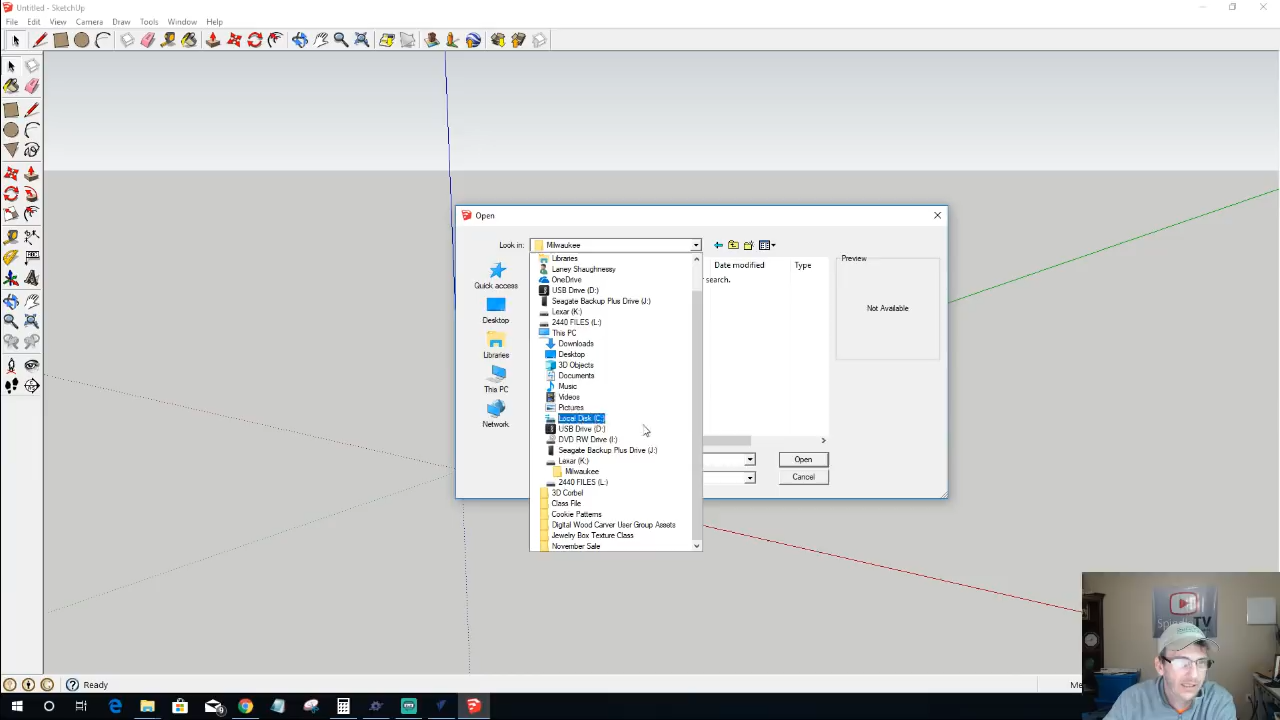 Untitled - SketchUp
File Edit View Camera Draw Tools Window Help
Open
Look in: Milwaukee
Date modified Type
r search.
Preview
Not Available
Quick access
Desktop
Libraries
This PC
Network
Libraries
Laney Shaughnessy
OneDrive
USB Drive (D:)
Seagate Backup Plus Drive (J:)
Lexar (K:)
2440 FILES (L:)
This PC
Downloads
Desktop
3D Objects
Documents
Music
Videos
Pictures
Local Disk (C:)
USB Drive (D:)
DVD RW Drive (I:)
Seagate Backup Plus Drive (J:)
Lexar (K:)
Milwaukee
2440 FILES (L:)
3D Corbel
Class File
Cookie Patterns
Digital Wood Carver User Group Assets
Jewelry Box Texture Class
November Sale
Open
Cancel
Ready
Me